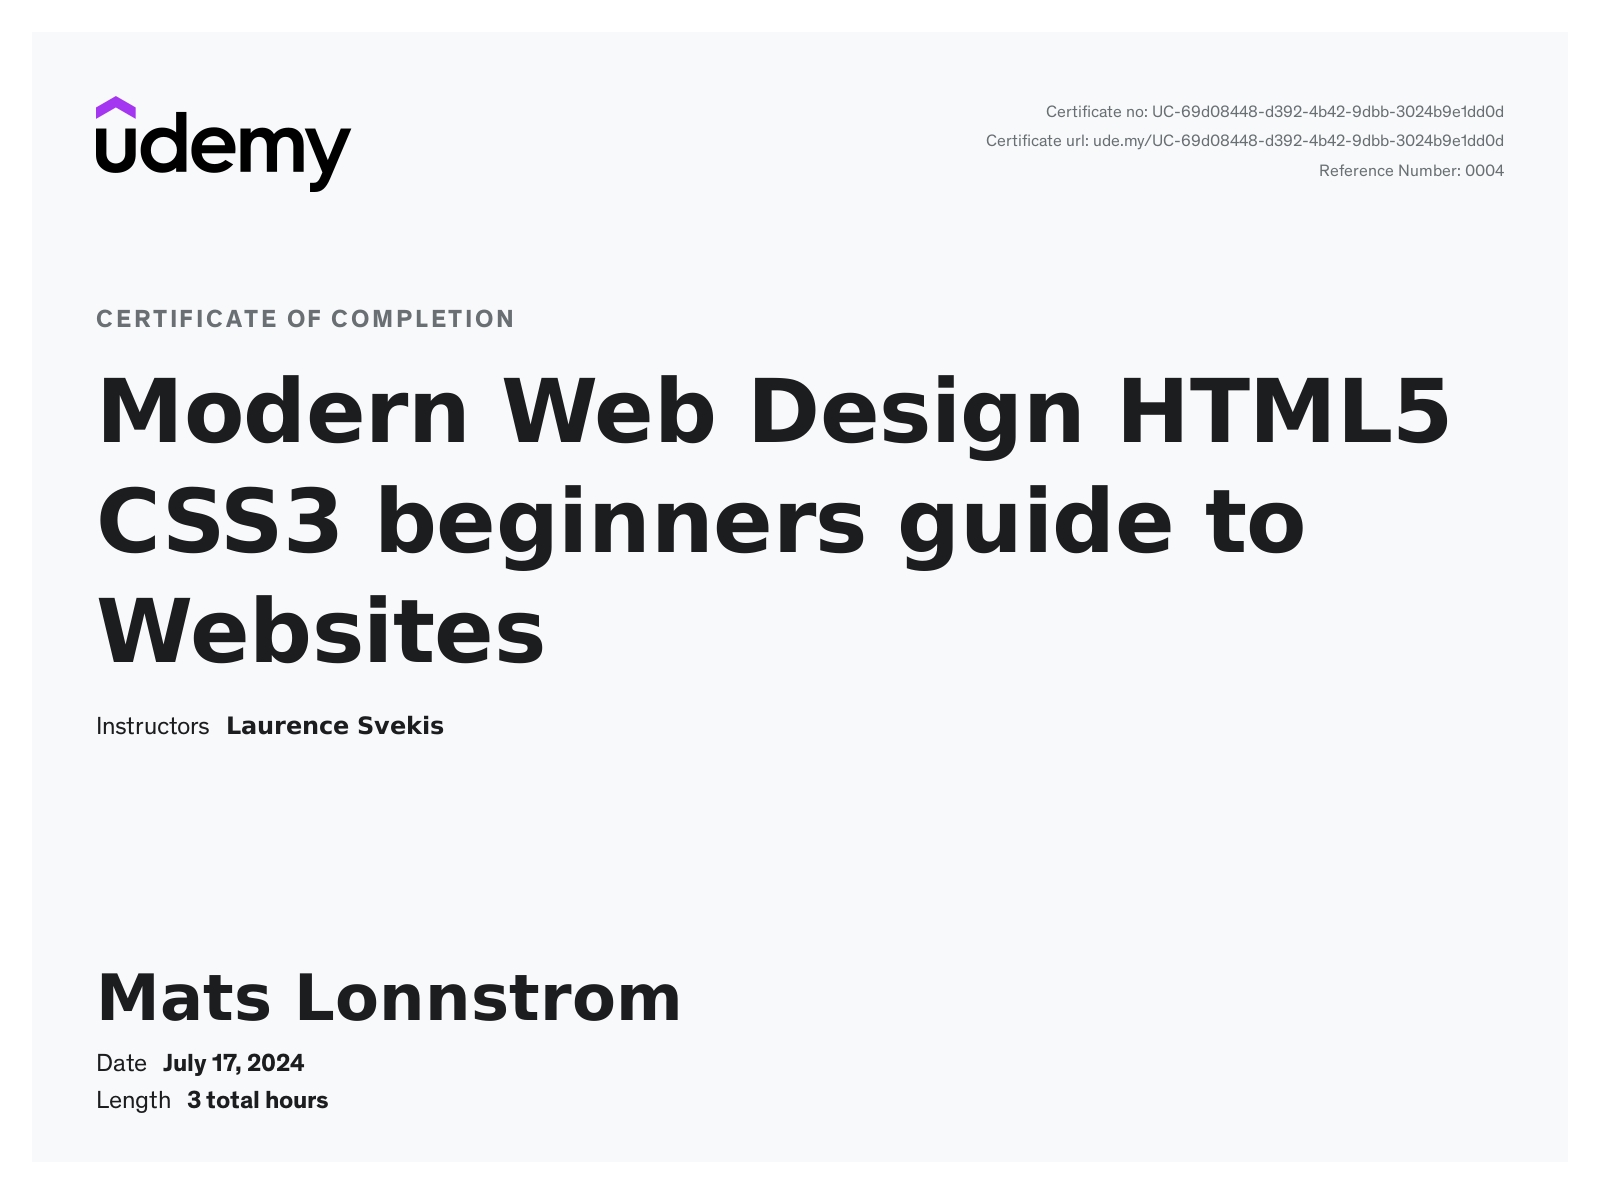 udemy
Certificate no: UC-69d08448-d392-4b42-9dbb-3024b9e1dd0d
Certificate url: ude.my/UC-69d08448-d392-4b42-9dbb-3024b9e1dd0d
Reference Number: 0004
CERTIFICATE OF COMPLETION
Modern Web Design HTML5
CSS3 beginners guide to
Websites
Instructors Laurence Svekis
Mats Lonnstrom
Date July 17, 2024
Length 3 total hours